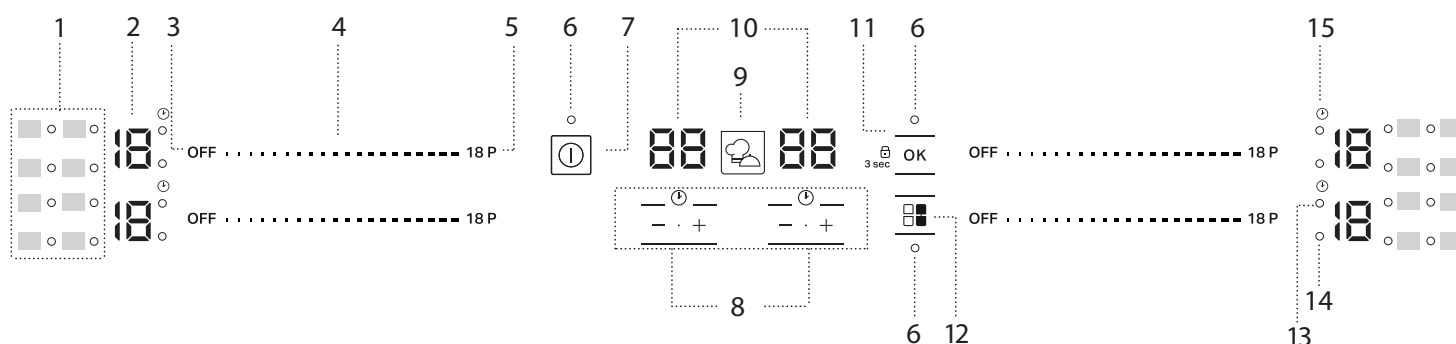 1 2 3 4 5 6 7 10 11 6 15
9
18 88 88 18
OFF 18 P 3 sec OK OFF 18 P
18 18
OFF 18 P - · + - · + OFF 18 P
8 14
6 12 13